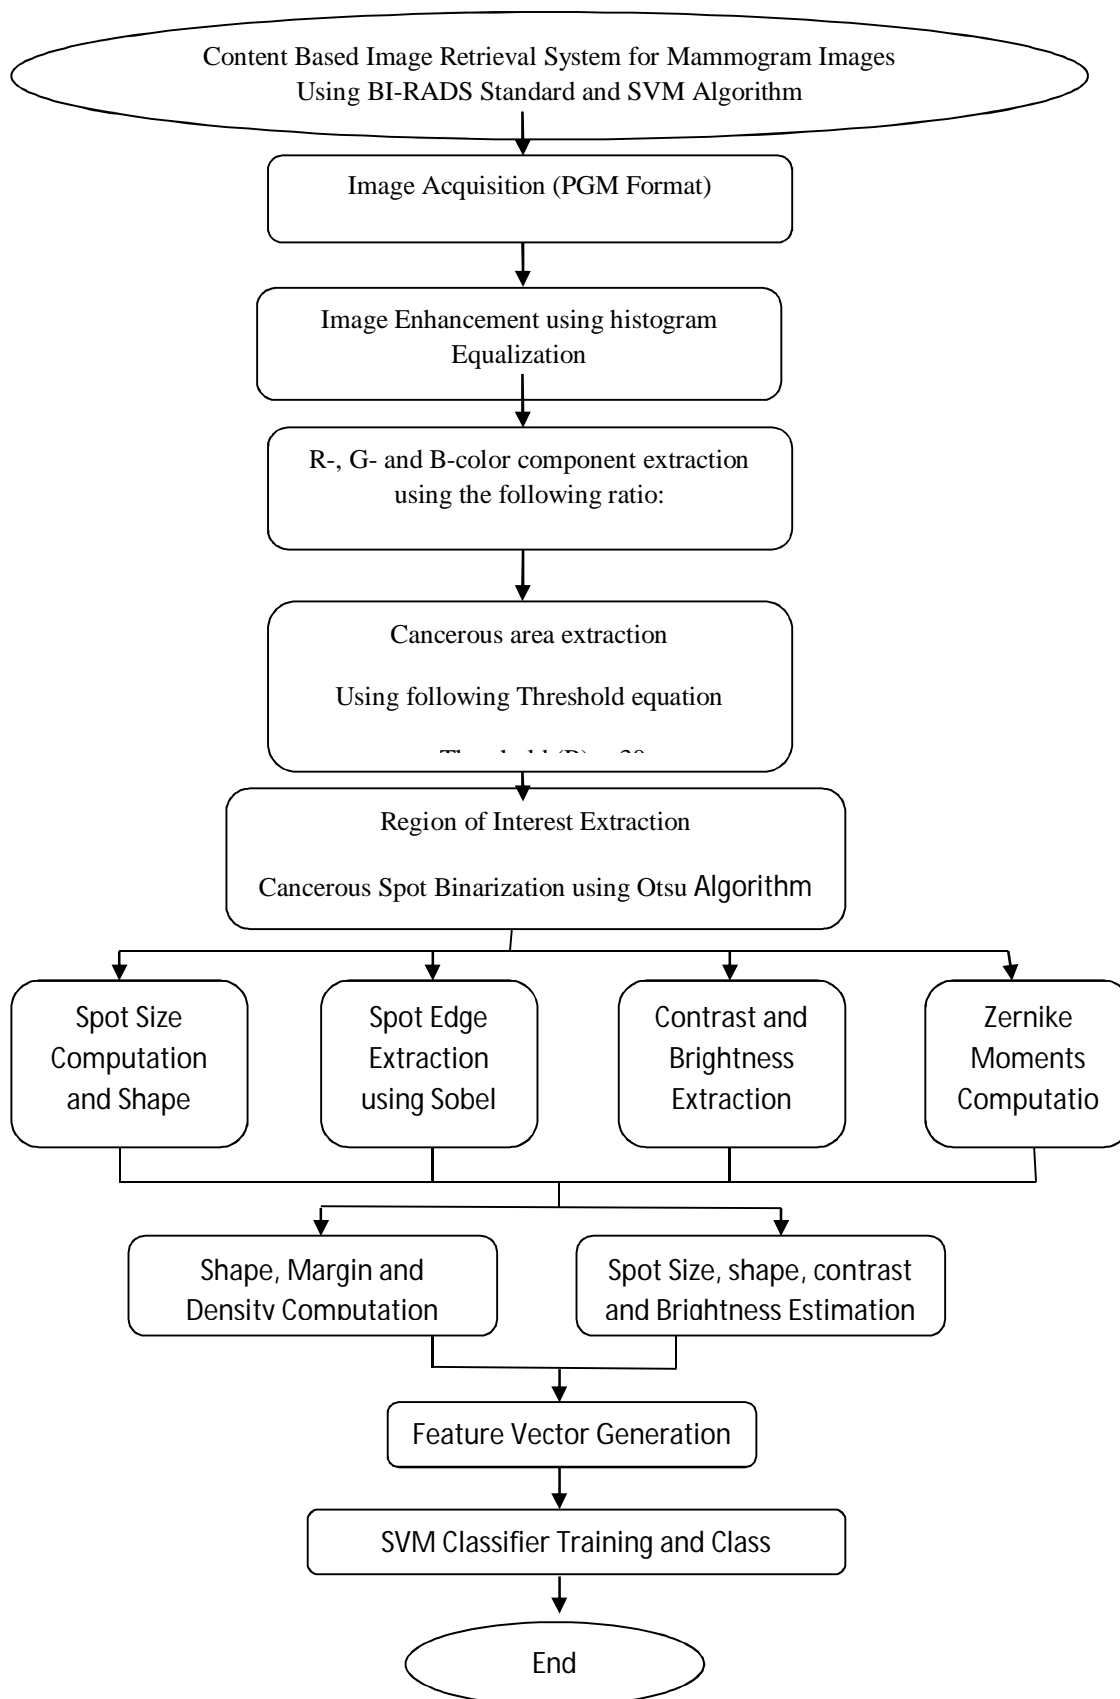 Content Based Image Retrieval System for Mammogram Images
Using BI-RADS Standard and SVM Algorithm
Image Acquisition (PGM Format)
Image Enhancement using histogram
Equalization
R-, G- and B-color component extraction
using the following ratio:
Cancerous area extraction
Using following Threshold equation
Region of Interest Extraction
Cancerous Spot Binarization using Otsu Algorithm
Spot Size
Computation
and Shape
Spot Edge
Extraction
using Sobel
Contrast and
Brightness
Extraction
Zernike
Moments
Computatio
Shape, Margin and
Density Computation
Spot Size, shape, contrast
and Brightness Estimation
Feature Vector Generation
SVM Classifier Training and Class
End